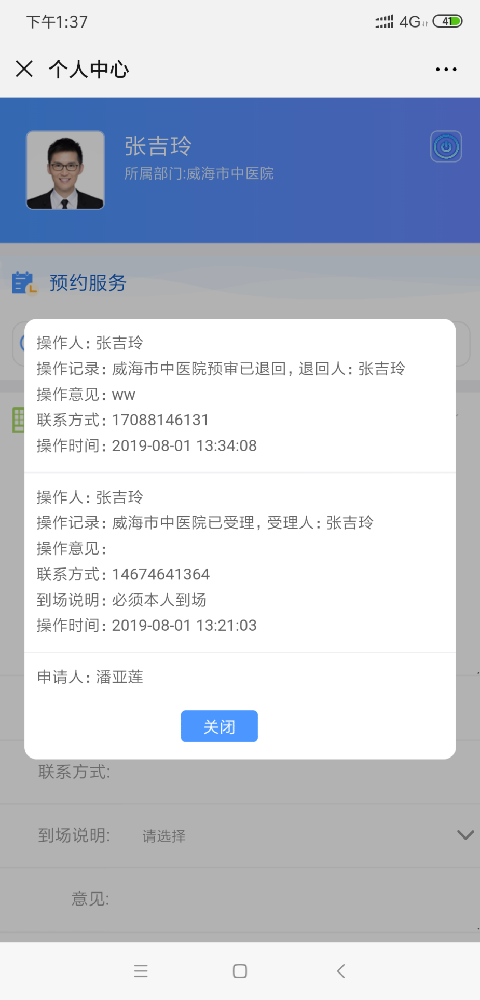 下午1:37
4G
41
个人中心
张吉玲
所属部门:威海市中医院
预约服务
操作人: 张吉玲
操作记录: 威海市中医院预审已退回, 退回人: 张吉玲
操作意见: ww
联系方式: 17088146131
操作时间: 2019-08-01 13:34:08
操作人: 张吉玲
操作记录: 威海市中医院已受理, 受理人: 张吉玲
操作意见:
联系方式: 14674641364
到场说明: 必须本人到场
操作时间: 2019-08-01 13:21:03
申请人: 潘亚莲
关闭
联系方式:
到场说明: 请选择
意见: